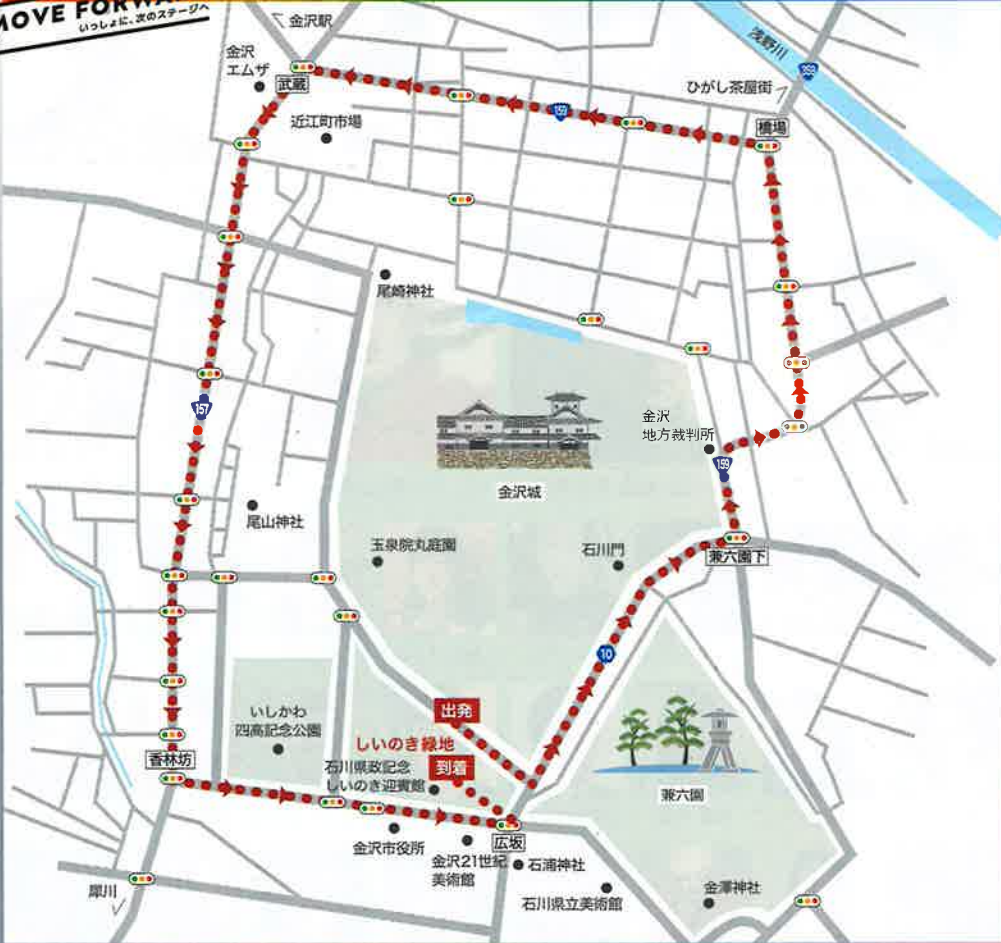 MOVE FORWA
いっしょに、次のステージへ
金沢駅
浅野川
金沢
エムザ
359
武蔵
ひがし茶屋街
159
近江町市場
橋場
尾崎神社
157
金沢
地方裁判所
159
金沢城
尾山神社
玉泉院丸庭園
石川門
兼六園下
10
いしかわ
四高記念公園
出発
しいのき緑地
到着
香林坊
石川県政記念
しいのき迎賓館
兼六園
金沢市役所
広坂
金沢21世紀
美術館
石浦神社
犀川
石川県立美術館
金澤神社